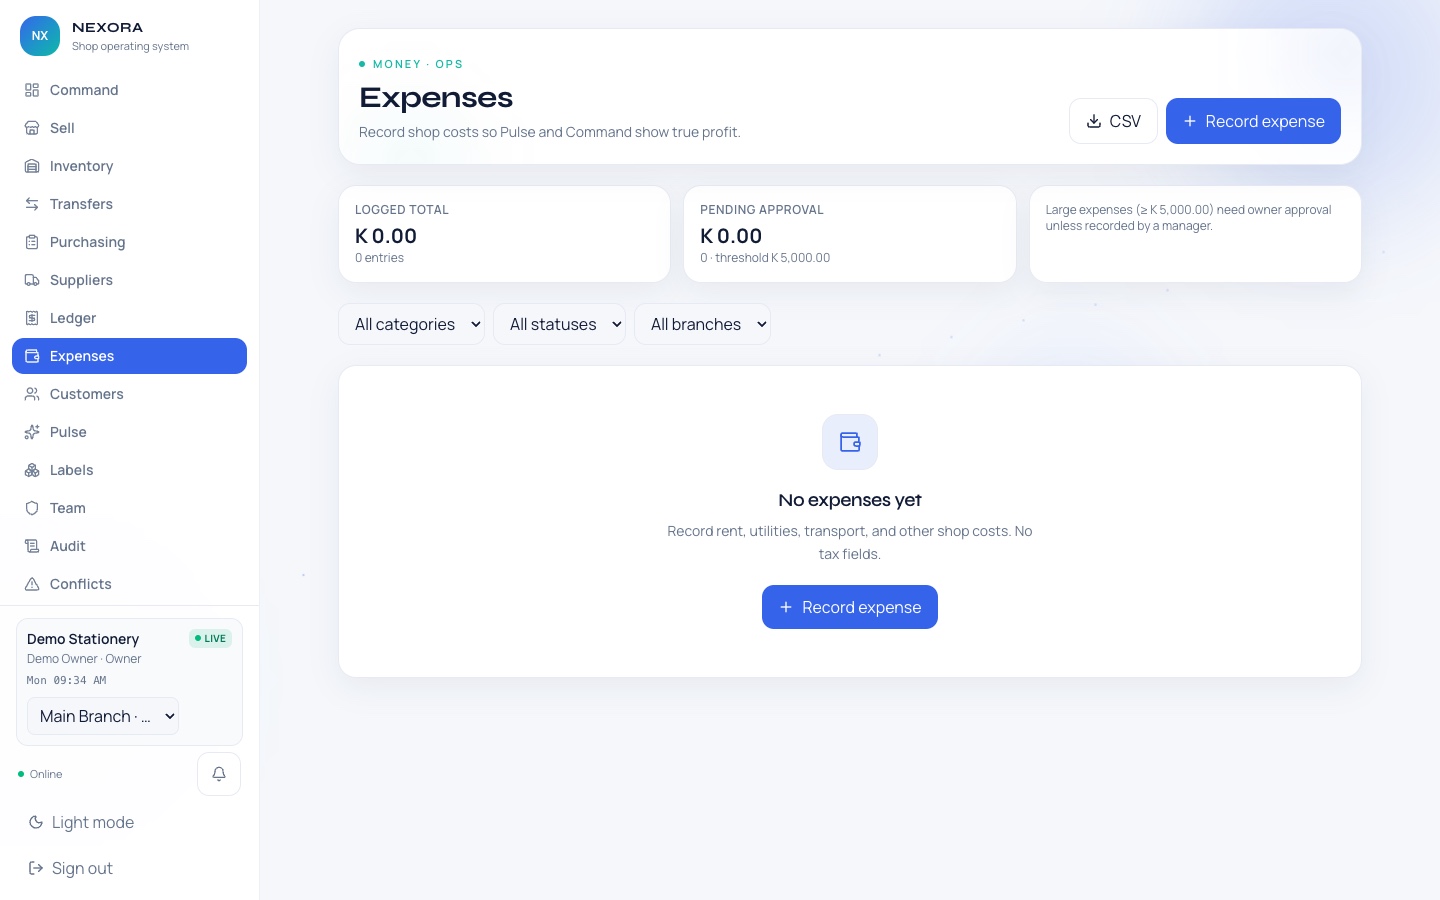 NX
NEXORA
Shop operating system
Command
Sell
Inventory
Transfers
Purchasing
Suppliers
Ledger
Expenses
Customers
Pulse
Labels
Team
Audit
Conflicts
Demo Stationery
LIVE
Demo Owner · Owner
Mon 09:34 AM
Main Branch · ...
Online
Light mode
Sign out
MONEY · OPS
Expenses
Record shop costs so Pulse and Command show true profit.
CSV
Record expense
LOGGED TOTAL
K 0.00
0 entries
PENDING APPROVAL
K 0.00
0 · threshold K 5,000.00
Large expenses (≥ K 5,000.00) need owner approval
unless recorded by a manager.
All categories
All statuses
All branches
No expenses yet
Record rent, utilities, transport, and other shop costs. No
tax fields.
Record expense